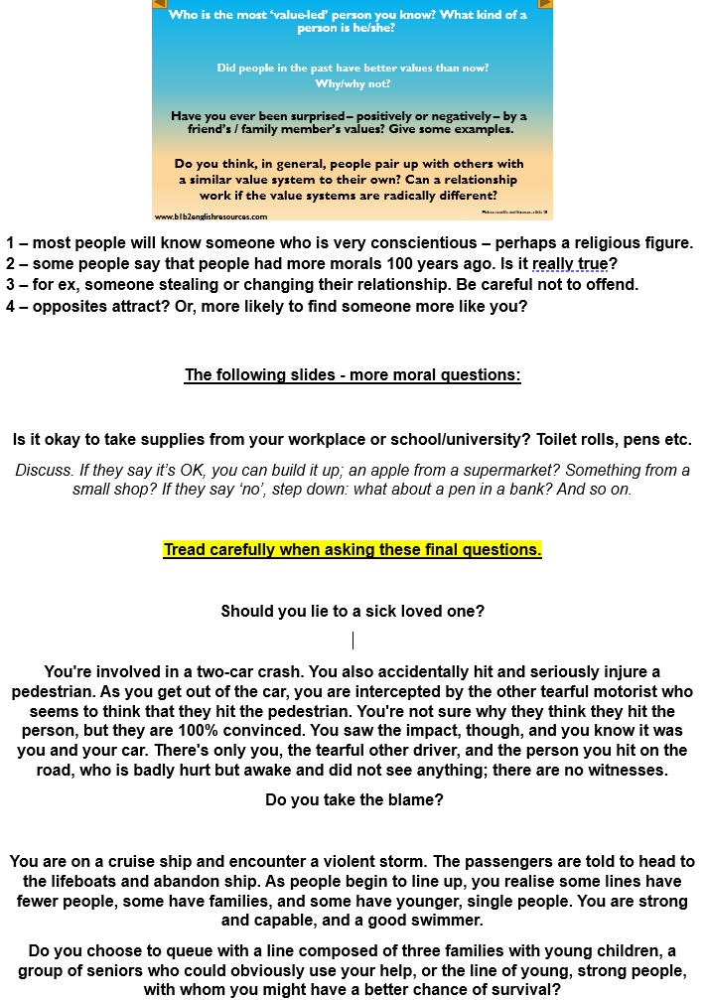 Who is the most ‘value-led’ person you know? What kind of a
person is he/she?
Did people in the past have better values than now?
Why/why not?
Have you ever been surprised – positively or negatively – by a
friend’s / family member’s values? Give some examples.
Do you think, in general, people pair up with others with
a similar value system to their own? Can a relationship
work if the value systems are radically different?
www.b1b2englishresources.com
1 – most people will know someone who is very conscientious – perhaps a religious figure.
2 – some people say that people had more morals 100 years ago. Is it really true?
3 – for ex, someone stealing or changing their relationship. Be careful not to offend.
4 – opposites attract? Or, more likely to find someone more like you?
The following slides - more moral questions:
Is it okay to take supplies from your workplace or school/university? Toilet rolls, pens etc.
Discuss. If they say it’s OK, you can build it up; an apple from a supermarket? Something from a
small shop? If they say ‘no’, step down: what about a pen in a bank? And so on.
Tread carefully when asking these final questions.
Should you lie to a sick loved one?
You're involved in a two-car crash. You also accidentally hit and seriously injure a
pedestrian. As you get out of the car, you are intercepted by the other tearful motorist who
seems to think that they hit the pedestrian. You're not sure why they think they hit the
person, but they are 100% convinced. You saw the impact, though, and you know it was
you and your car. There's only you, the tearful other driver, and the person you hit on the
road, who is badly hurt but awake and did not see anything; there are no witnesses.
Do you take the blame?
You are on a cruise ship and encounter a violent storm. The passengers are told to head to
the lifeboats and abandon ship. As people begin to line up, you realise some lines have
fewer people, some have families, and some have younger, single people. You are strong
and capable, and a good swimmer.
Do you choose to queue with a line composed of three families with young children, a
group of seniors who could obviously use your help, or the line of young, strong people,
with whom you might have a better chance of survival?